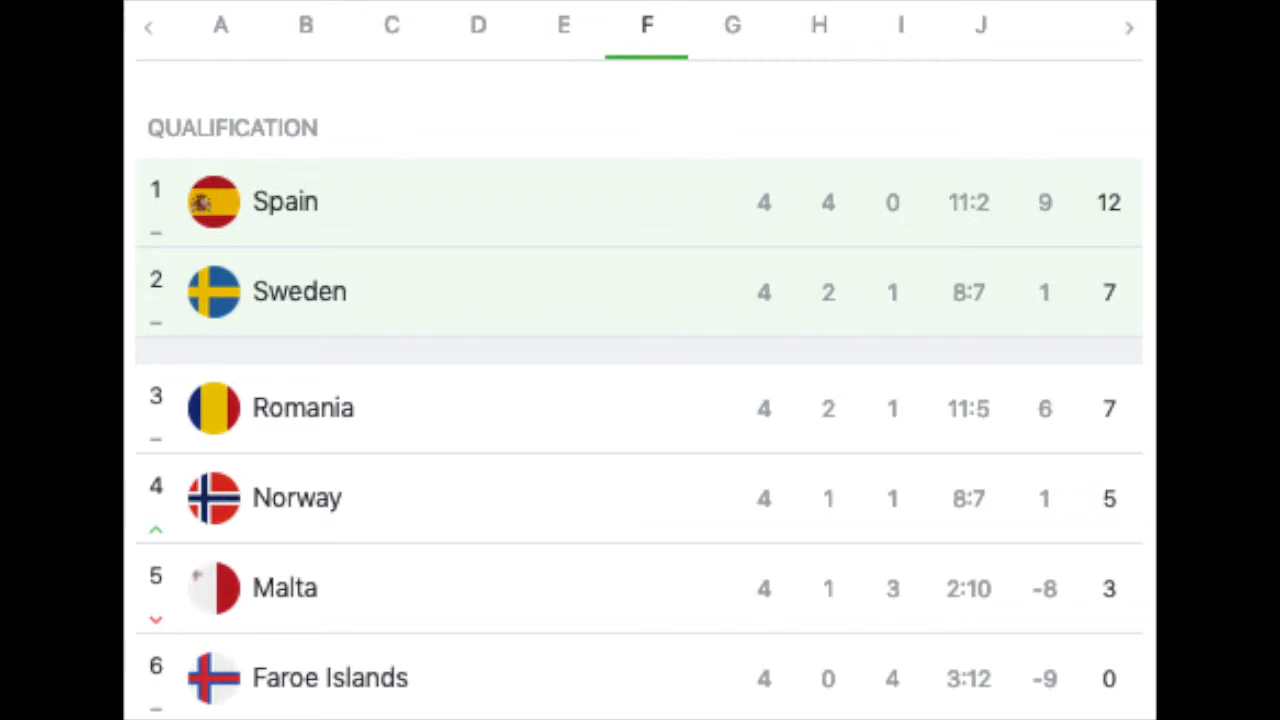 A B C D E F G H I J
QUALIFICATION
1 Spain 4 4 0 11:2 9 12
2 Sweden 4 2 1 8:7 1 7
3 Romania 4 2 1 11:5 6 7
4 Norway 4 1 1 8:7 1 5
5 Malta 4 1 3 2:10 -8 3
6 Faroe Islands 4 0 4 3:12 -9 0